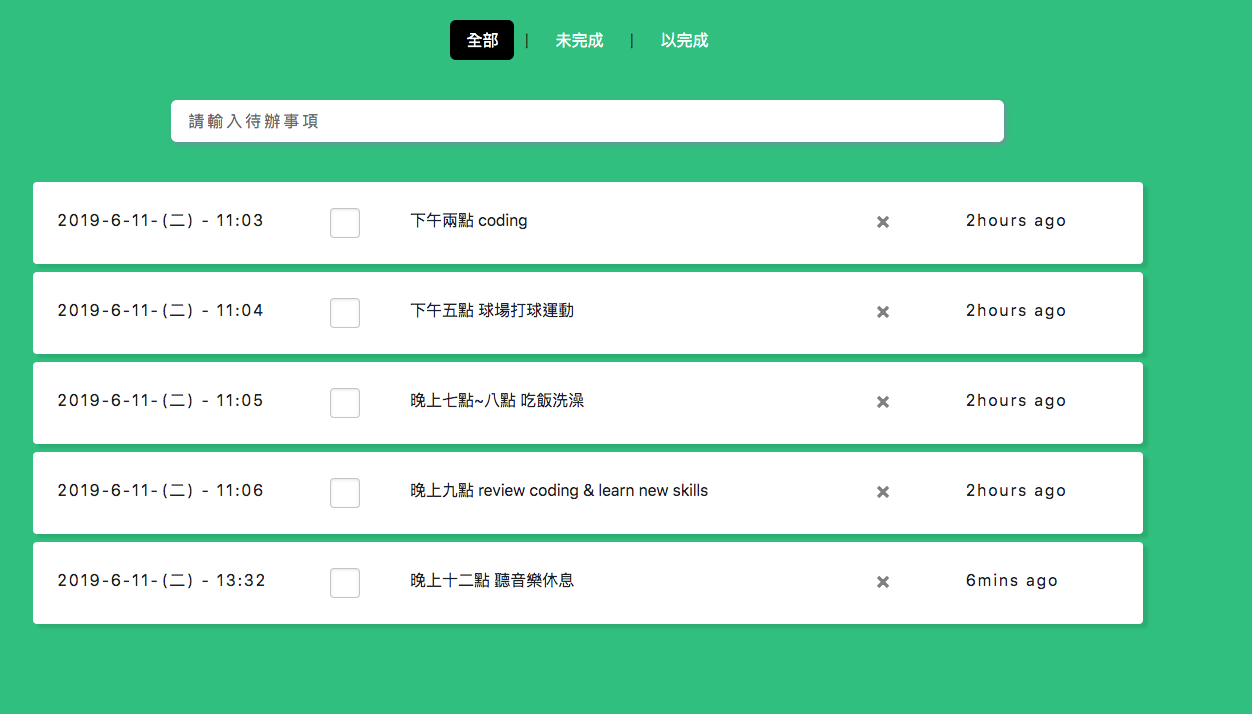 全部 | 未完成 | 以完成
請輸入待辦事項
2019-6-11-(二) - 11:03 下午兩點 coding × 2hours ago
2019-6-11-(二) - 11:04 下午五點 球場打球運動 × 2hours ago
2019-6-11-(二) - 11:05 晚上七點~八點 吃飯洗澡 × 2hours ago
2019-6-11-(二) - 11:06 晚上九點 review coding & learn new skills × 2hours ago
2019-6-11-(二) - 13:32 晚上十二點 聽音樂休息 × 6mins ago